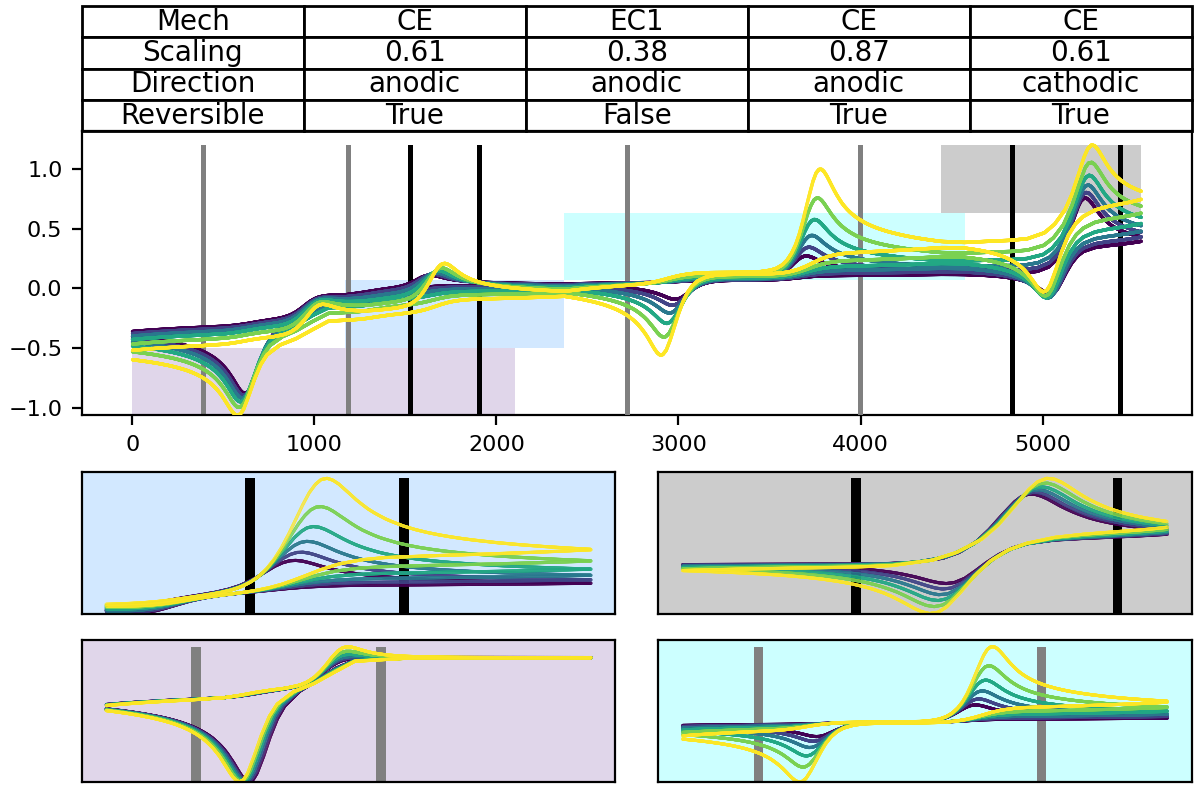 Mech CE EC1 CE CE
Scaling 0.61 0.38 0.87 0.61
Direction anodic anodic anodic cathodic
Reversible True False True True
1.0
0.5
0.0
−0.5
−1.0
0 1000 2000 3000 4000 5000